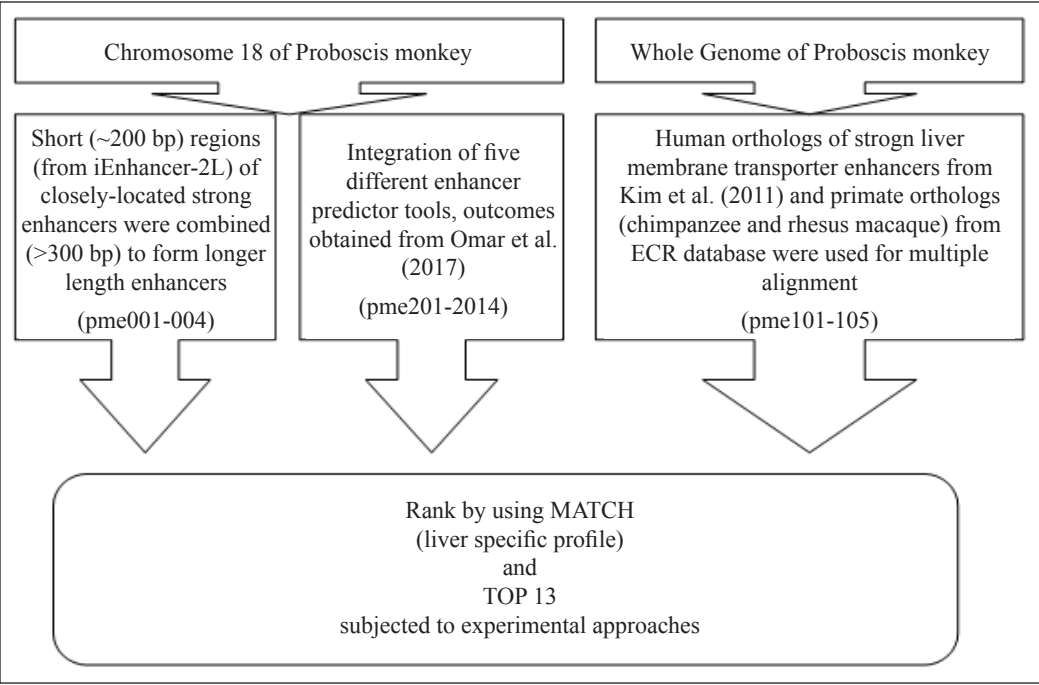 Chromosome 18 of Proboscis monkey
Whole Genome of Proboscis monkey
Short (~200 bp) regions
(from iEnhancer-2L) of
closely-located strong
enhancers were combined
(>300 bp) to form longer
length enhancers
(pme001-004)
Integration of five
different enhancer
predictor tools, outcomes
obtained from Omar et al.
(2017)
(pme201-2014)
Human orthologs of strogn liver
membrane transporter enhancers from
Kim et al. (2011) and primate orthologs
(chimpanzee and rhesus macaque) from
ECR database were used for multiple
alignment
(pme101-105)
Rank by using MATCH
(liver specific profile)
and
TOP 13
subjected to experimental approaches